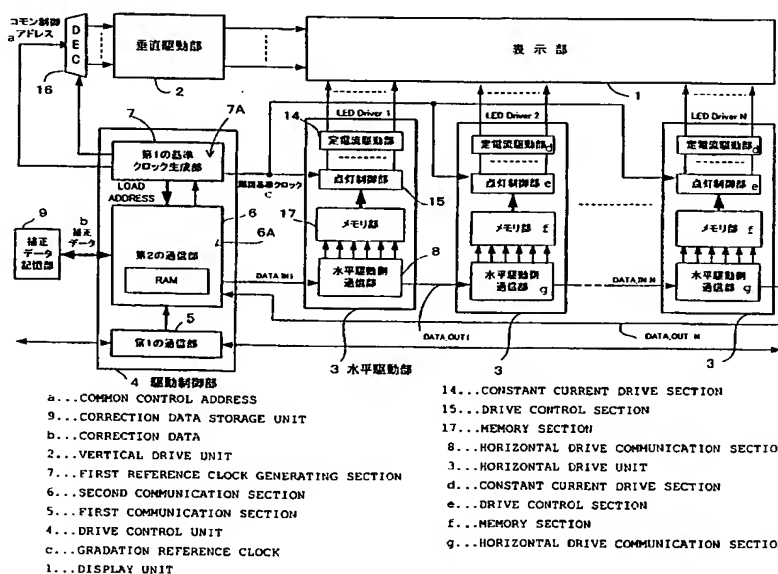 コモン制御
アドレス
a
DEC
16
垂直駆動部
2
表示部
1
7
7A
第1の基準
クロック生成部
LOAD
ADDRESS
階調基準クロック
C
9
補正
データ
記憶部
b
補正
データ
6
6A
第2の通信部
RAM
DATA IN 1
5
第1の通信部
4 駆動制御部
LED Driver 1
14
定電流駆動部
点灯制御部
15
17
メモリ部
8
水平駆動側
通信部
3 水平駆動部
DATA,OUT1
LED Driver 2
定電流駆動部 d
点灯制御部 e
メモリ部 f
水平駆動側
通信部 g
3
DATA,IN N
DATA,OUT N
LED Driver N
定電流駆動部 d
点灯制御部 e
メモリ部 f
水平駆動側
通信部 g
3
a...COMMON CONTROL ADDRESS
9...CORRECTION DATA STORAGE UNIT
b...CORRECTION DATA
2...VERTICAL DRIVE UNIT
7...FIRST REFERENCE CLOCK GENERATING SECTION
6...SECOND COMMUNICATION SECTION
5...FIRST COMMUNICATION SECTION
4...DRIVE CONTROL UNIT
c...GRADATION REFERENCE CLOCK
1...DISPLAY UNIT
14...CONSTANT CURRENT DRIVE SECTION
15...DRIVE CONTROL SECTION
17...MEMORY SECTION
8...HORIZONTAL DRIVE COMMUNICATION SECTIO
3...HORIZONTAL DRIVE UNIT
d...CONSTANT CURRENT DRIVE SECTION
e...DRIVE CONTROL SECTION
f...MEMORY SECTION
g...HORIZONTAL DRIVE COMMUNICATION SECTIO